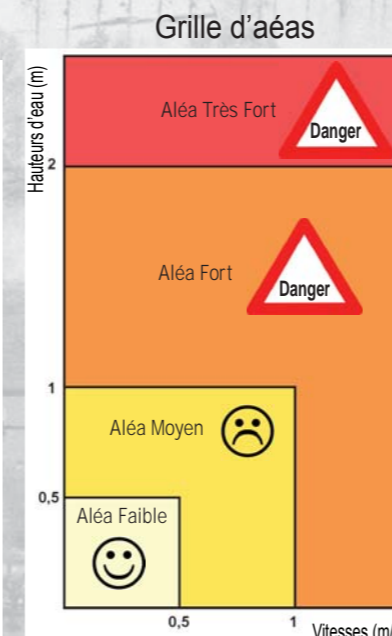 Grille d'aéas
Hauteurs d'eau (m)
Aléa Très Fort
Danger
2
Aléa Fort
Danger
1
Aléa Moyen
0,5
Aléa Faible
0,5
1
Vitesses (m/